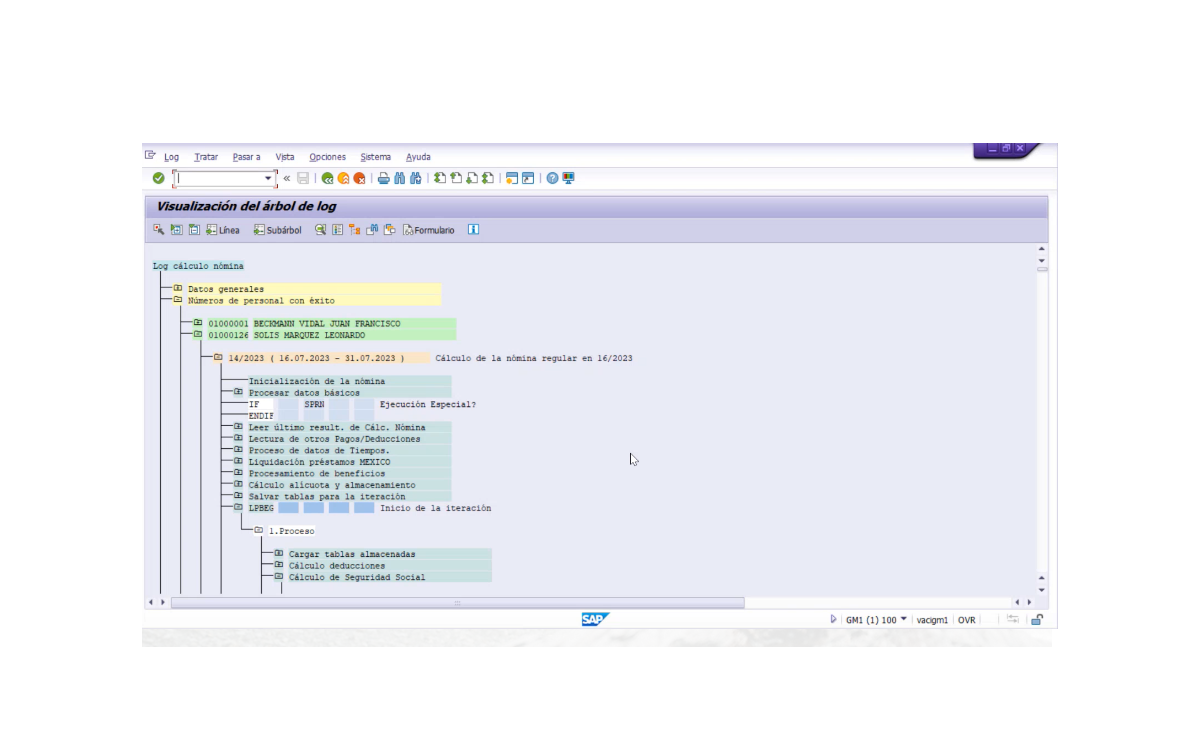 Log Tratar Pasar a Vista Opciones Sistema Ayuda
Visualización del árbol de log
Línea Subárbol Formulario
Log cálculo nómina
Datos generales
Números de personal con éxito
01000001 BECKMANN VIDAL JUAN FRANCISCO
01000126 SOLIS MARQUEZ LEONARDO
14/2023 ( 16.07.2023 - 31.07.2023 ) Cálculo de la nómina regular en 16/2023
Inicialización de la nómina
Procesar datos básicos
IF SPRN Ejecución Especial?
ENDIF
Leer último result. de Cálc. Nómina
Lectura de otros Pagos/Deducciones
Proceso de datos de Tiempos.
Liquidación préstamos MEXICO
Procesamiento de beneficios
Cálculo alicuota y almacenamiento
Salvar tablas para la iteración
LPBEG Inicio de la iteración
1.Proceso
Cargar tablas almacenadas
Cálculo deducciones
Cálculo de Seguridad Social
SAP GM1 (1) 100 vacigm1 OVR